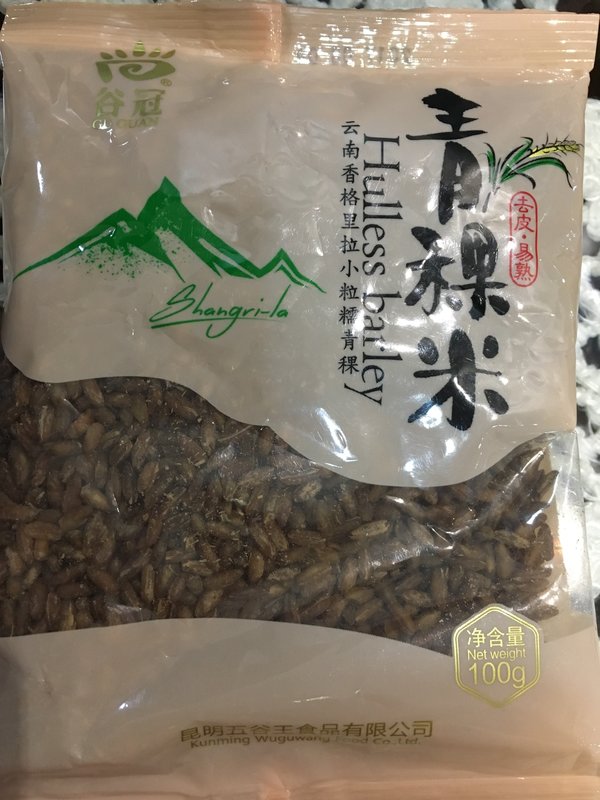 谷冠®
GU GUAN
青稞米
去皮·易熟
Hulless barley
云南香格里拉小粒糯青稞
Shangri-la
净含量
Net weight
100g
昆明五谷王食品有限公司
Kunming Wuguwang Food Co.,Ltd.